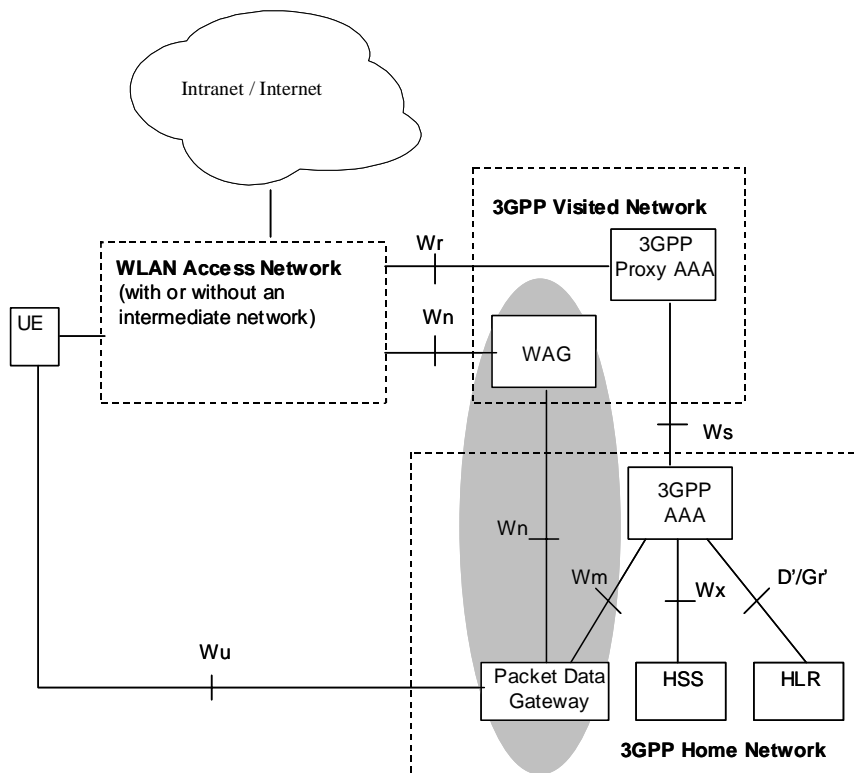 Intranet / Internet
3GPP Visited Network
Wr
3GPP
Proxy AAA
WLAN Access Network
(with or without an
intermediate network)
UE
Wn
WAG
Ws
3GPP
AAA
Wn
Wm
Wx
D'/Gr'
Wu
Packet Data
Gateway
HSS
HLR
3GPP Home Network